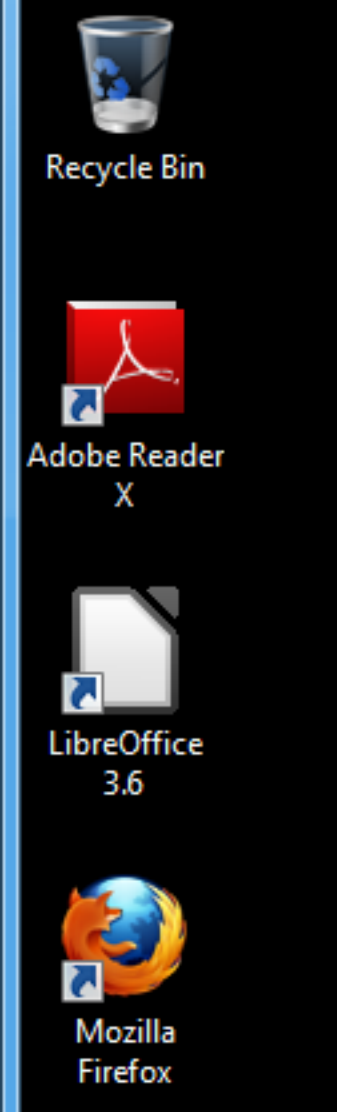 Recycle Bin
Adobe Reader
X
LibreOffice
3.6
Mozilla
Firefox